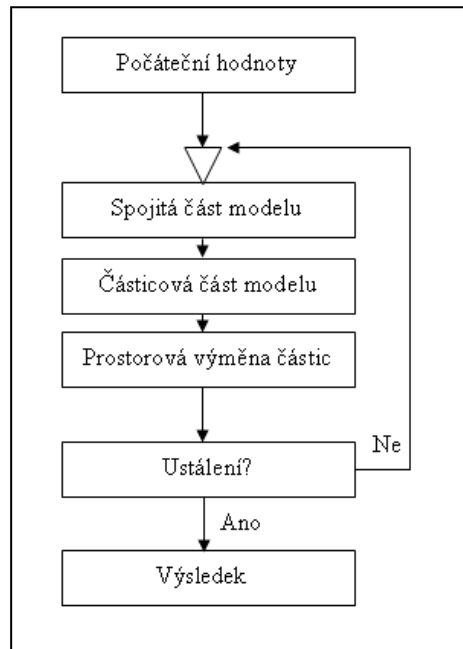 Počáteční hodnoty
Spojitá část modelu
Částicová část modelu
Prostorová výměna částic
Ne
Ustálení?
Ano
Výsledek